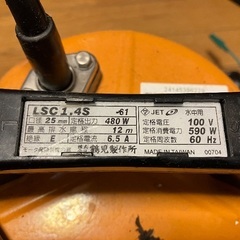 LSC1.4S -61
口径 25 mm 定格出力 480 W
最高排水揚程 12 m
絶縁 E 定格電流 6.5 A
鶴見製作所
JET 水中用
定格電圧 100 V
定格消費電力 590 W
定格周波数 60 Hz
MADE IN TAIWAN 00704